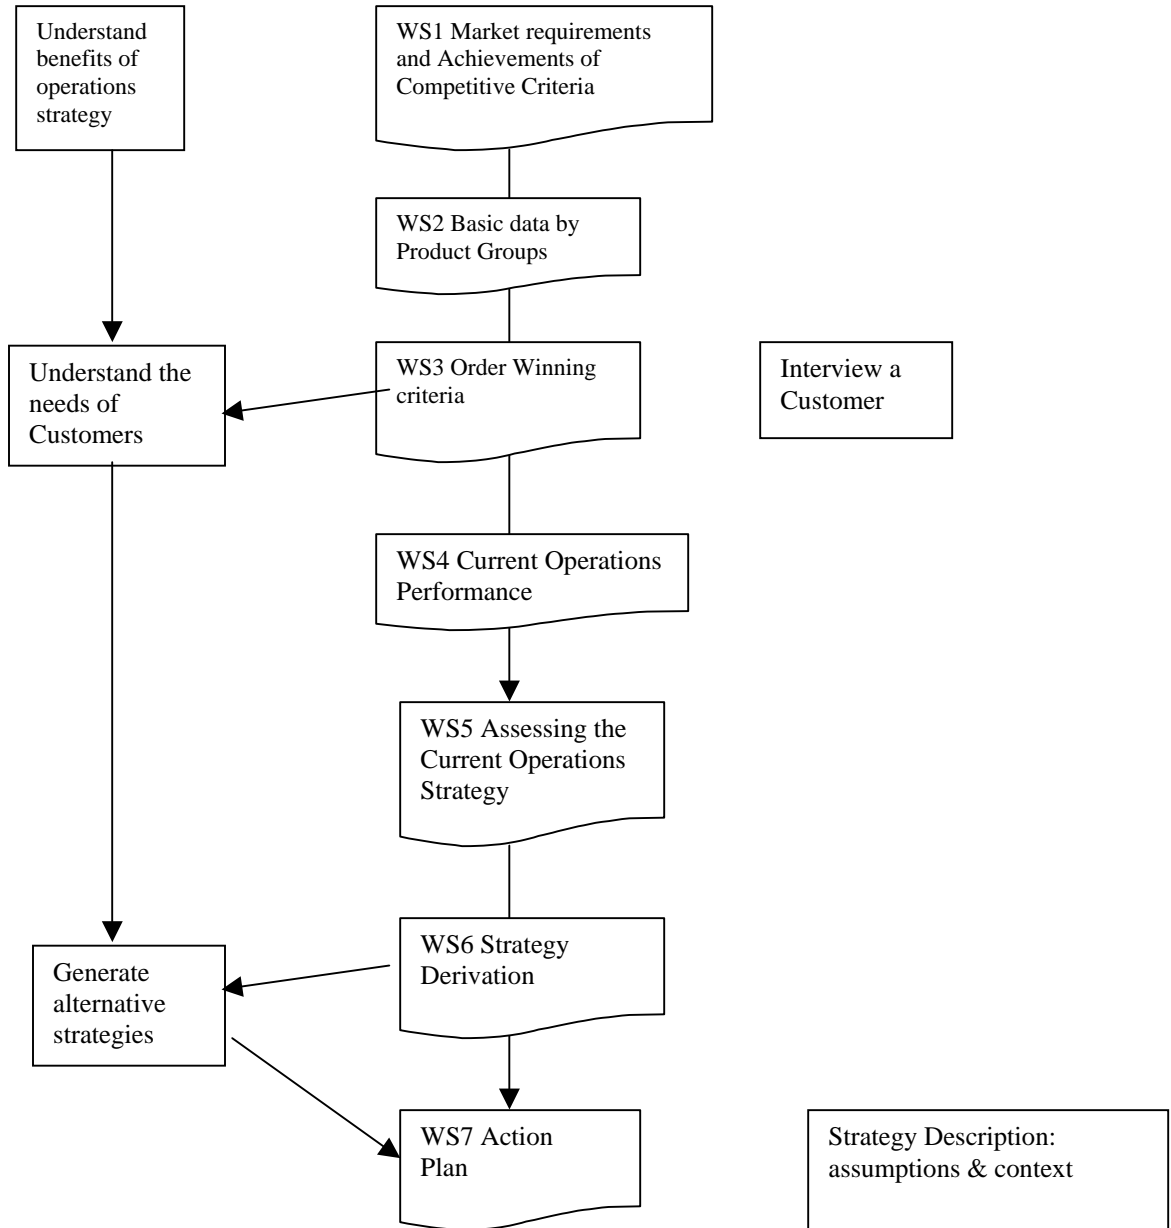 Understand
benefits of
operations
strategy
WS1 Market requirements
and Achievements of
Competitive Criteria
WS2 Basic data by
Product Groups
Understand the
needs of
Customers
WS3 Order Winning
criteria
Interview a
Customer
WS4 Current Operations
Performance
WS5 Assessing the
Current Operations
Strategy
WS6 Strategy
Derivation
Generate
alternative
strategies
WS7 Action
Plan
Strategy Description:
assumptions & context